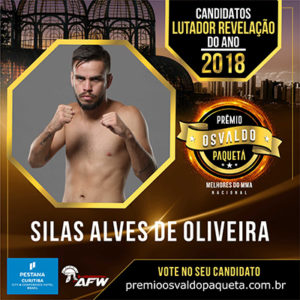 CANDIDATOS
LUTADOR REVELAÇÃO
DO ANO
2018
PRÊMIO
OSVALDO
PAQUETÁ
MELHORES DO MMA
NACIONAL
SILAS ALVES DE OLIVEIRA
PESTANA
CURITIBA
AFW
VOTE NO SEU CANDIDATO
premioosvaldopaqueta.com.br